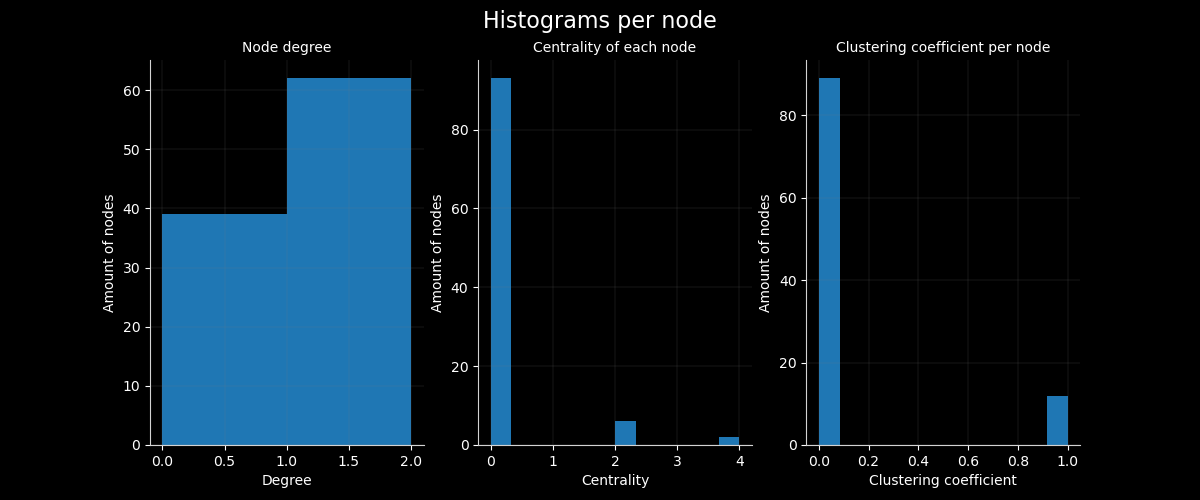 Histograms per node
Node degree
Amount of nodes
60
50
40
30
20
10
0
0.0 0.5 1.0 1.5 2.0
Degree
Centrality of each node
Amount of nodes
80
60
40
20
0
0 1 2 3 4
Centrality
Clustering coefficient per node
Amount of nodes
80
60
40
20
0
0.0 0.2 0.4 0.6 0.8 1.0
Clustering coefficient